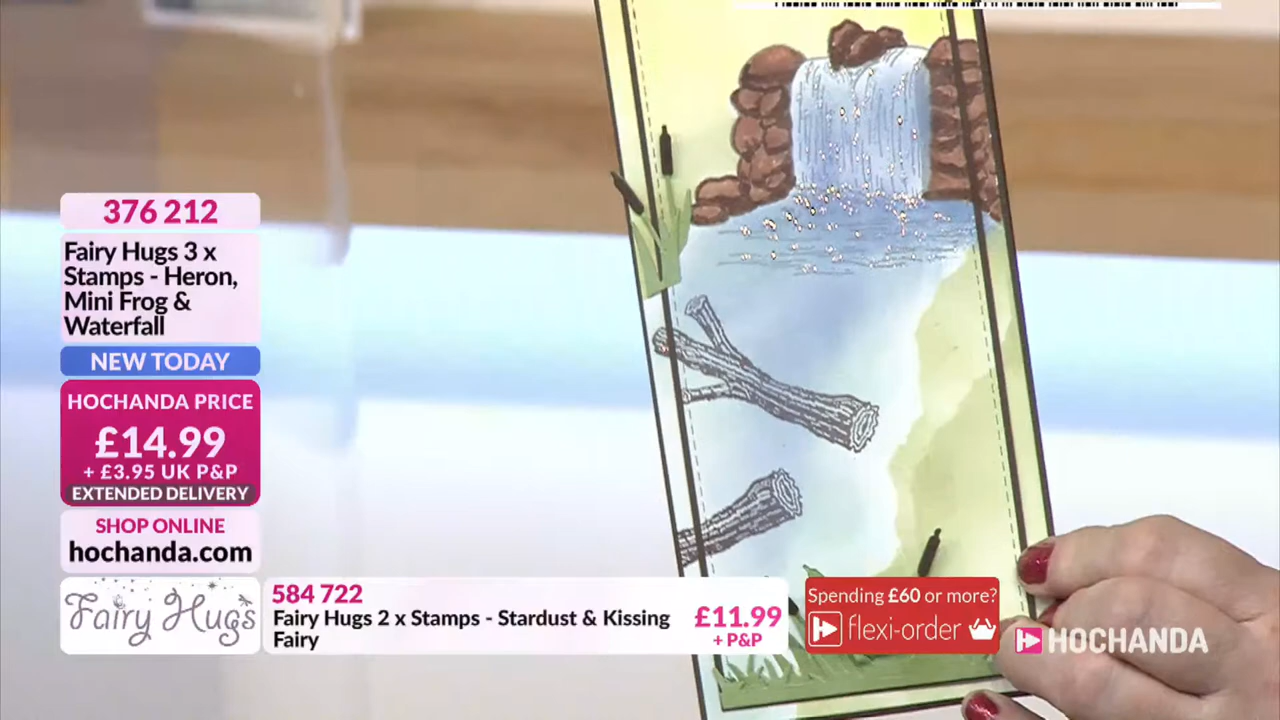 376 212
Fairy Hugs 3 x
Stamps - Heron,
Mini Frog &
Waterfall
NEW TODAY
HOCHANDA PRICE
£14.99
+ £3.95 UK P&P
EXTENDED DELIVERY
SHOP ONLINE
hochanda.com
Fairy Hugs
584 722
Fairy Hugs 2 x Stamps - Stardust & Kissing
Fairy
£11.99
+ P&P
Spending £60 or more?
flexi-order
HOCHANDA